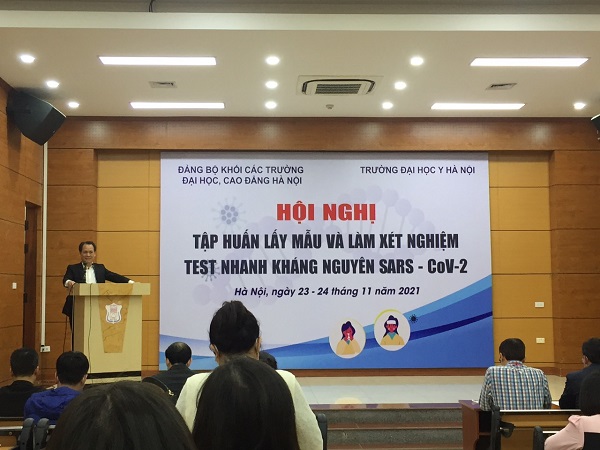 ĐẢNG BỘ KHỐI CÁC TRƯỜNG
ĐẠI HỌC, CAO ĐẲNG HÀ NỘI
TRƯỜNG ĐẠI HỌC Y HÀ NỘI
HỘI NGHỊ
TẬP HUẤN LẤY MẪU VÀ LÀM XÉT NGHIỆM
TEST NHANH KHÁNG NGUYÊN SARS - CoV-2
Hà Nội, ngày 23 - 24 tháng 11 năm 2021